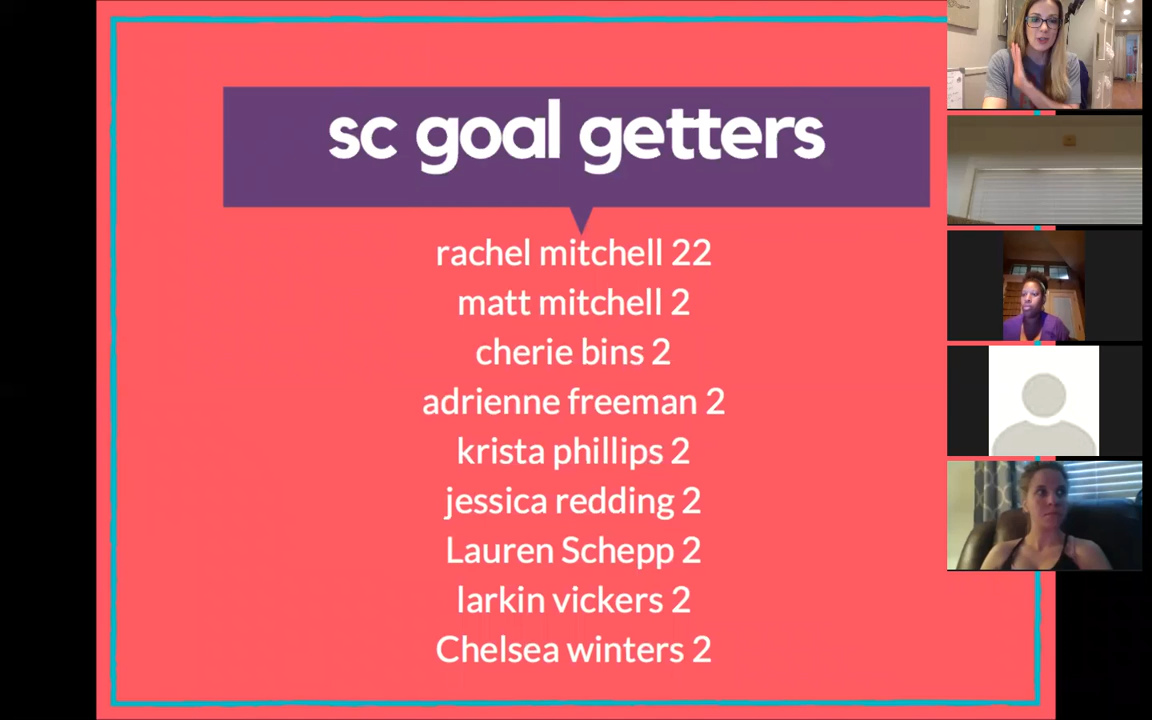 sc goal getters
rachel mitchell 22
matt mitchell 2
cherie bins 2
adrienne freeman 2
krista phillips 2
jessica redding 2
Lauren Schepp 2
larkin vickers 2
Chelsea winters 2